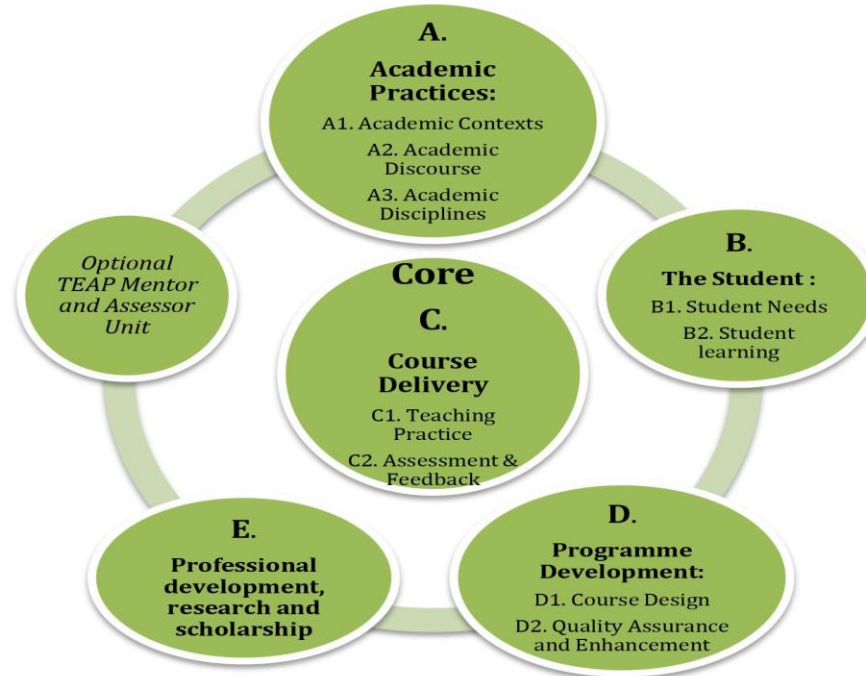 A.
Academic
Practices:
A1. Academic Contexts
A2. Academic
Discourse
A3. Academic
Disciplines
B.
The Student :
B1. Student Needs
B2. Student
learning
Optional
TEAP Mentor
and Assessor
Unit
Core
C.
Course
Delivery
C1. Teaching
Practice
C2. Assessment &
Feedback
D.
Programme
Development:
D1. Course Design
D2. Quality Assurance
and Enhancement
E.
Professional
development,
research and
scholarship